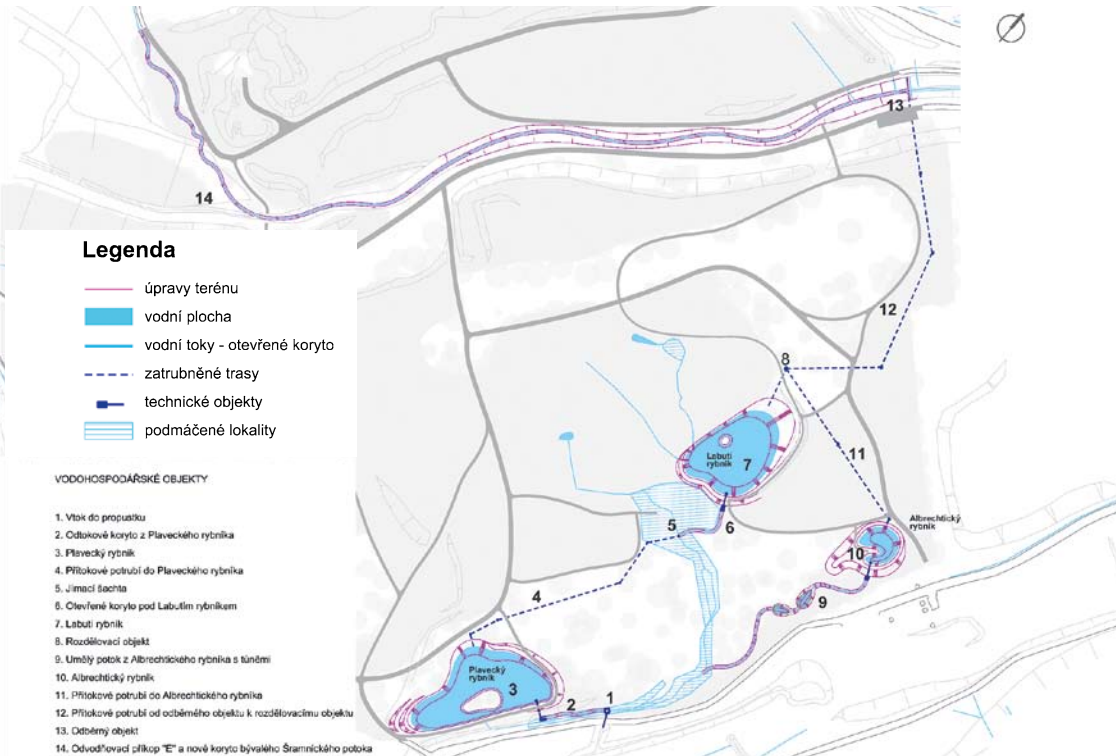 13
14
Legenda
úpravy terénu
vodní plocha
vodní toky - otevřené koryto
zatrubněné trasy
technické objekty
podmáčené lokality
12
8
11
Labutí
rybník
7
6
5
Albrechtický
rybník
10
9
4
Plavecký
rybník
3
2
1
VODOHOSPODÁŘSKÉ OBJEKTY
1. Vtok do propustku
2. Odtokové koryto z Plaveckého rybníka
3. Plavecký rybník
4. Přítokové potrubí do Plaveckého rybníka
5. Jímací šachta
6. Otevřené koryto pod Labutím rybníkem
7. Labutí rybník
8. Rozdělovací objekt
9. Umělý potok z Albrechtického rybníka s tůněmi
10. Albrechtický rybník
11. Přítokové potrubí do Albrechtického rybníka
12. Přítokové potrubí od odběrného objektu k rozdělovacímu objektu
13. Odběrný objekt
14. Odvodňovací příkop "E" a nové koryto bývalého Šramnického potoka